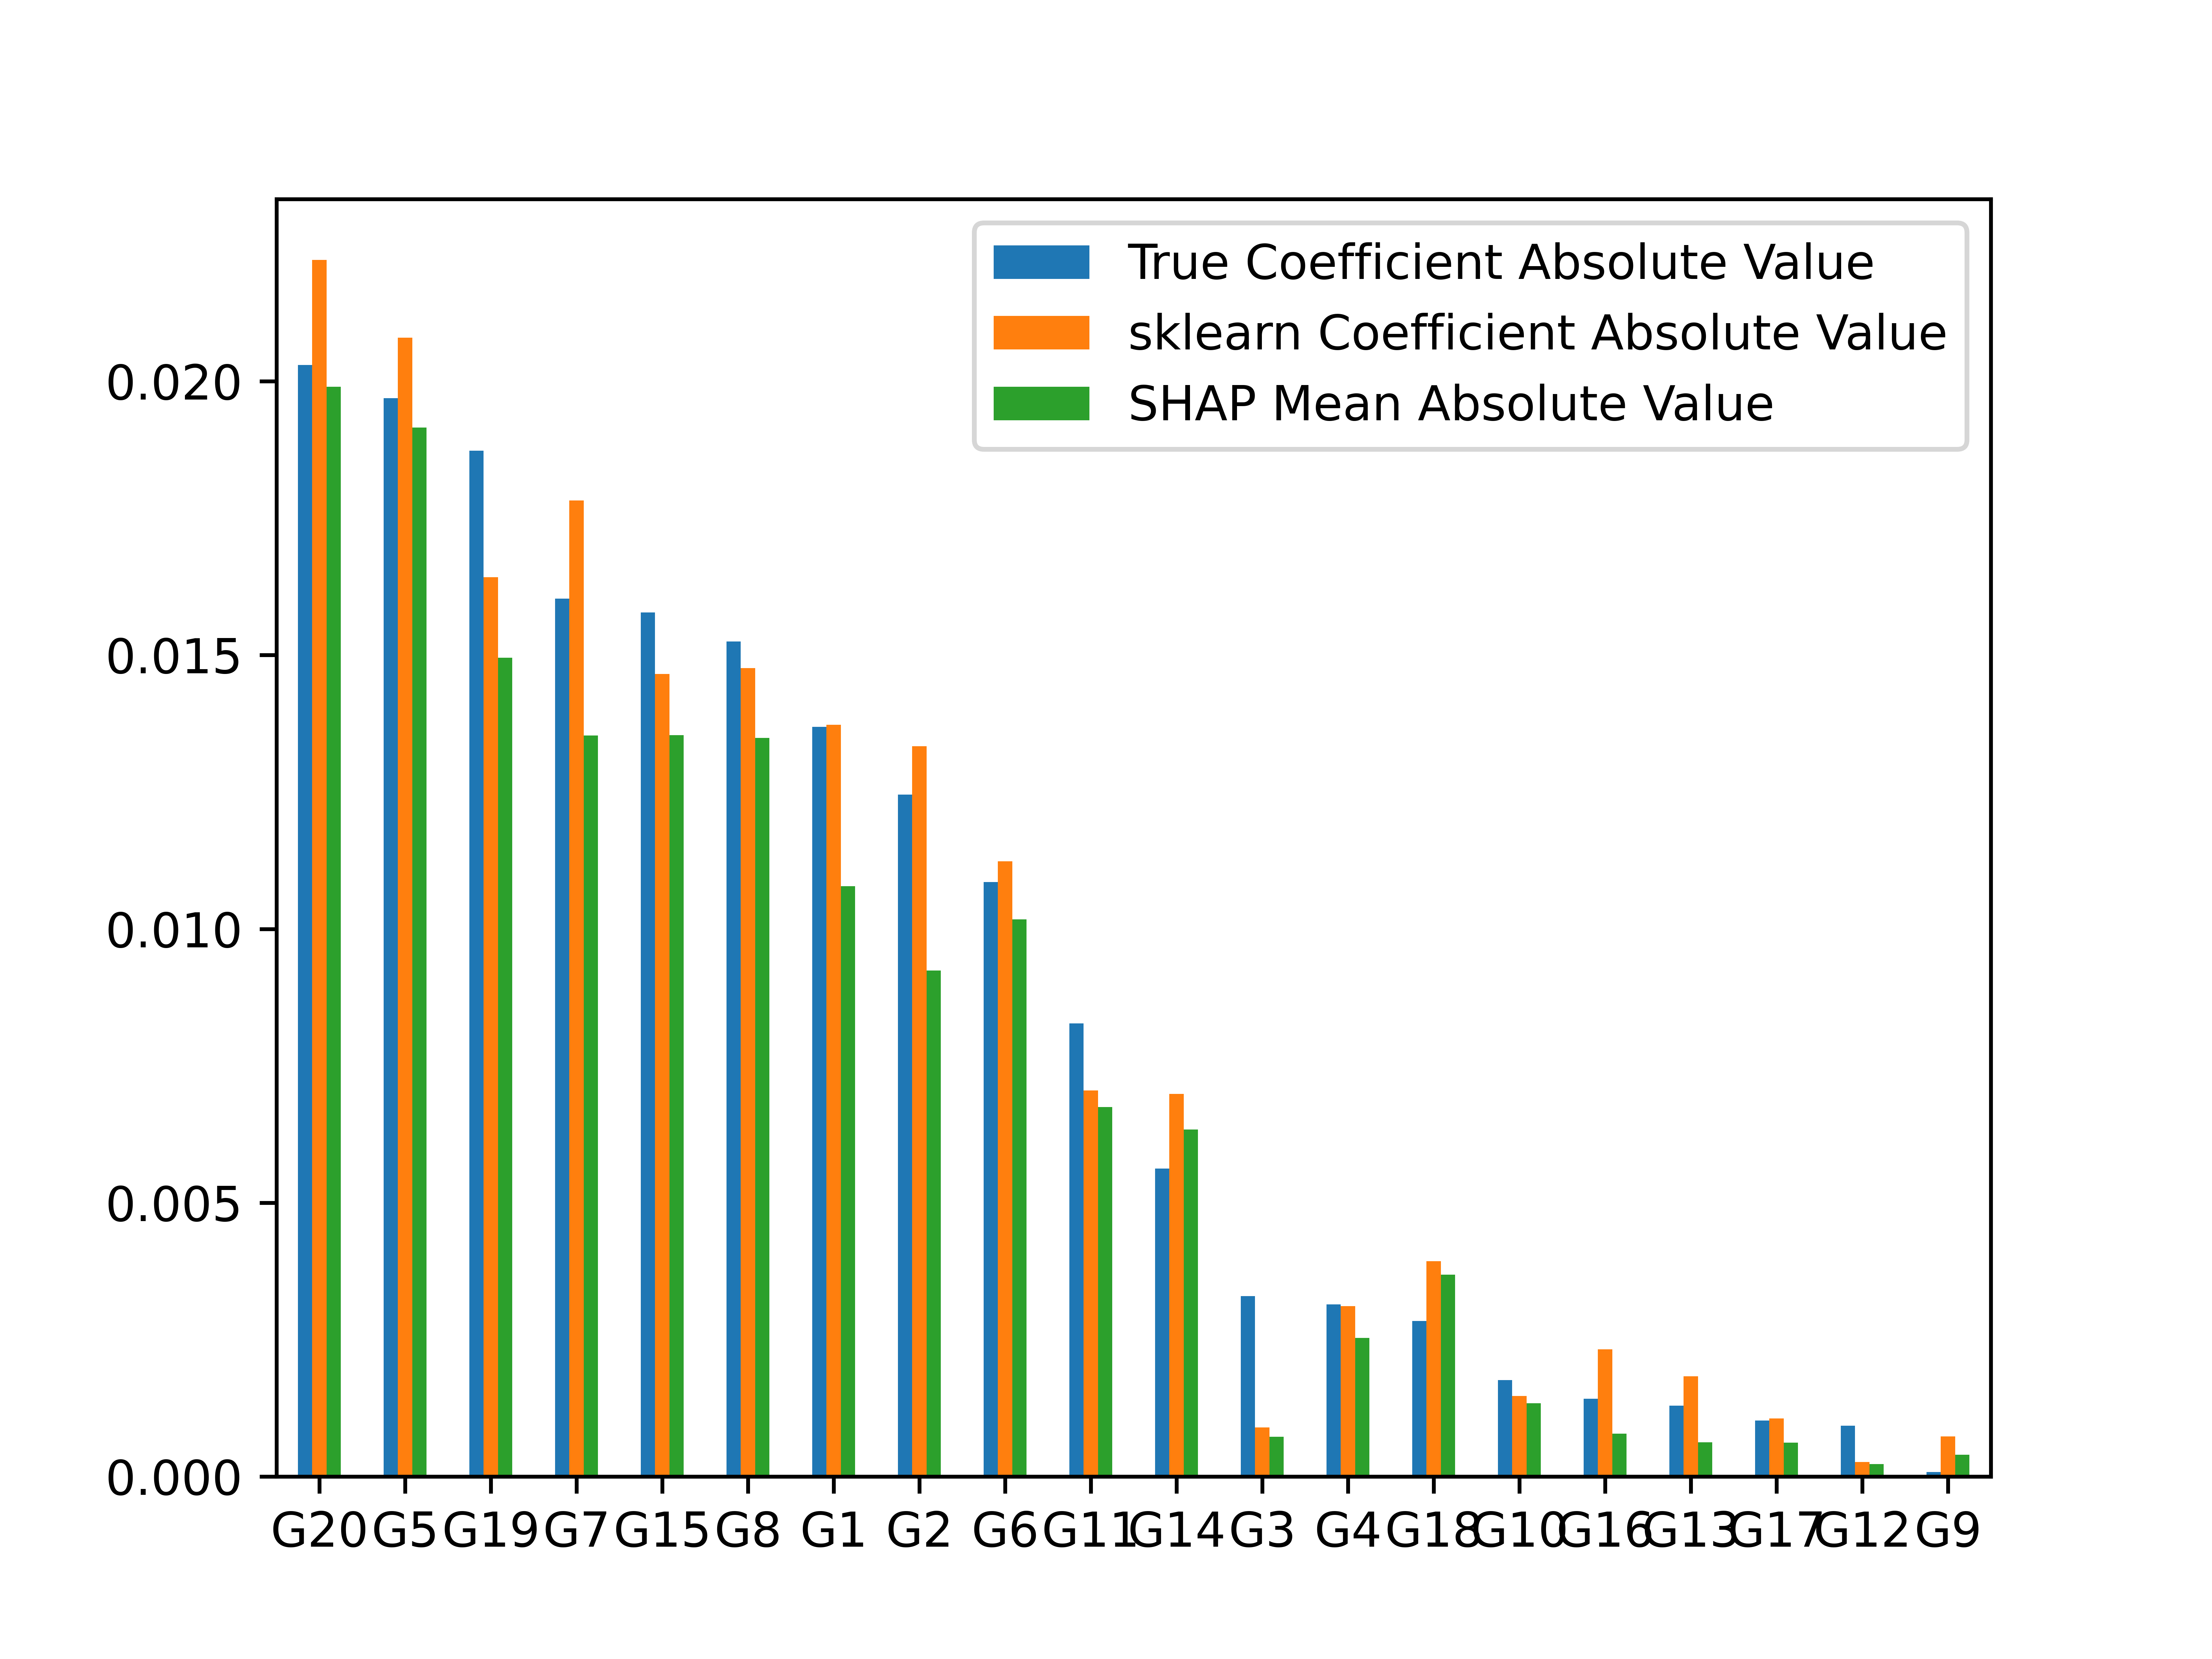 True Coefficient Absolute Value
sklearn Coefficient Absolute Value
SHAP Mean Absolute Value
0.020
0.015
0.010
0.005
0.000
G20 G5 G19 G7 G15 G8 G1 G2 G6 G11 G14 G3 G4 G18 G10 G16 G13 G17 G12 G9